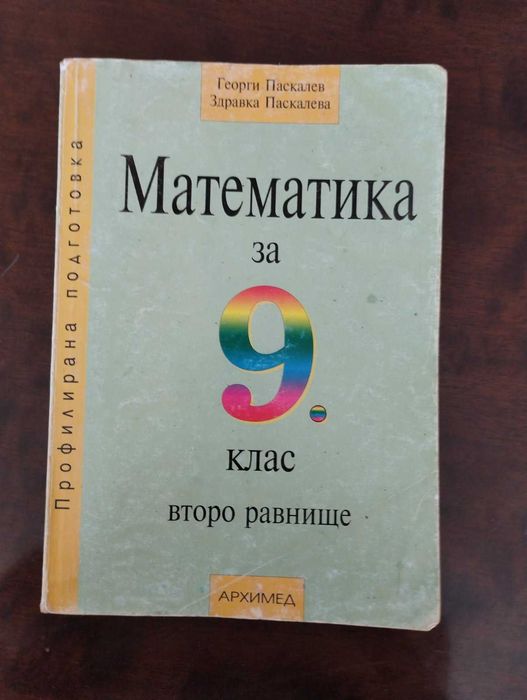 Георги Паскалев
Здравка Паскалева
Математика
за
9.
клас
второ равнище
АРХИМЕД
Профилирана подготовка